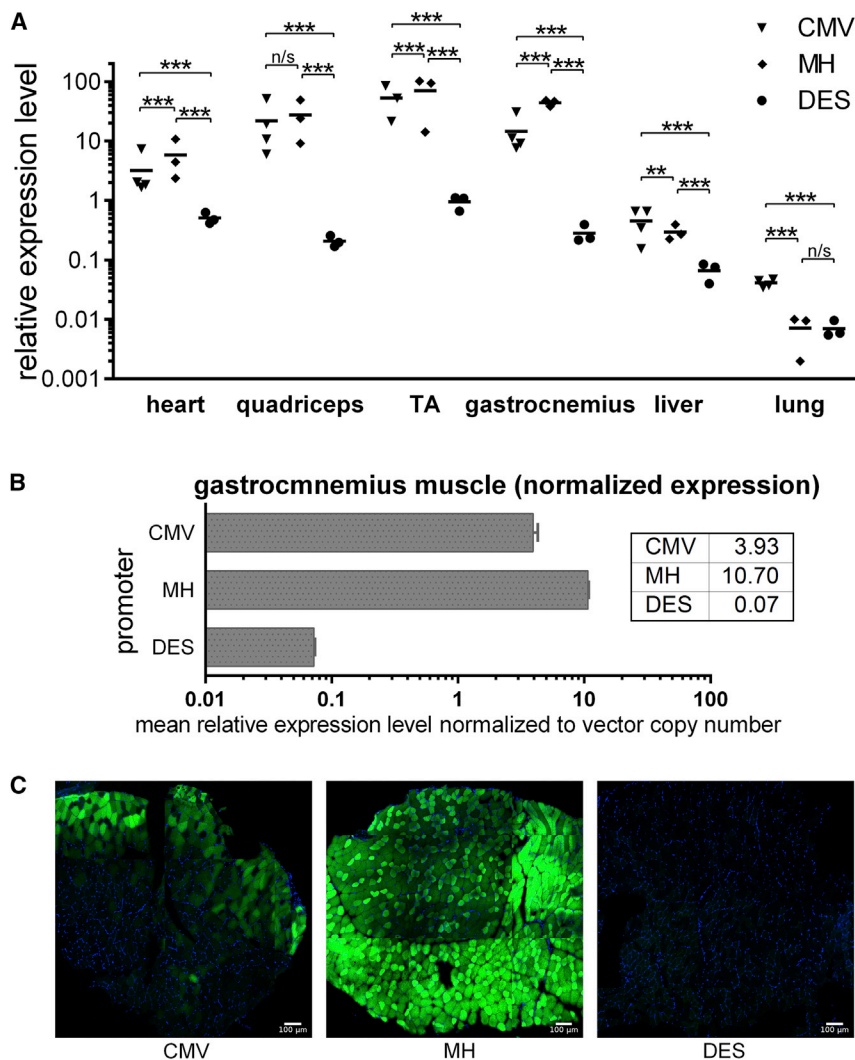 A
CMV
MH
DES
relative expression level
100
10
1
0.1
0.01
0.001
*** *** ***
*** n/s ***
*** *** ***
*** *** ***
*** ** ***
*** *** n/s
heart quadriceps TA gastrocnemius liver lung
B
gastrocmnemius muscle (normalized expression)
promoter
CMV
MH
DES
CMV 3.93
MH 10.70
DES 0.07
0.01 0.1 1 10 100
mean relative expression level normalized to vector copy number
C
100 µm
100 µm
100 µm
CMV MH DES